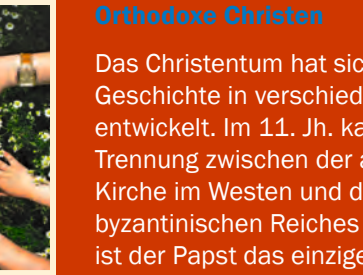 Orthodoxe Christen
Das Christentum hat sic
Geschichte in verschied
entwickelt. Im 11. Jh. ka
Trennung zwischen der a
Kirche im Westen und d
byzantinischen Reiches
ist der Papst das einzige